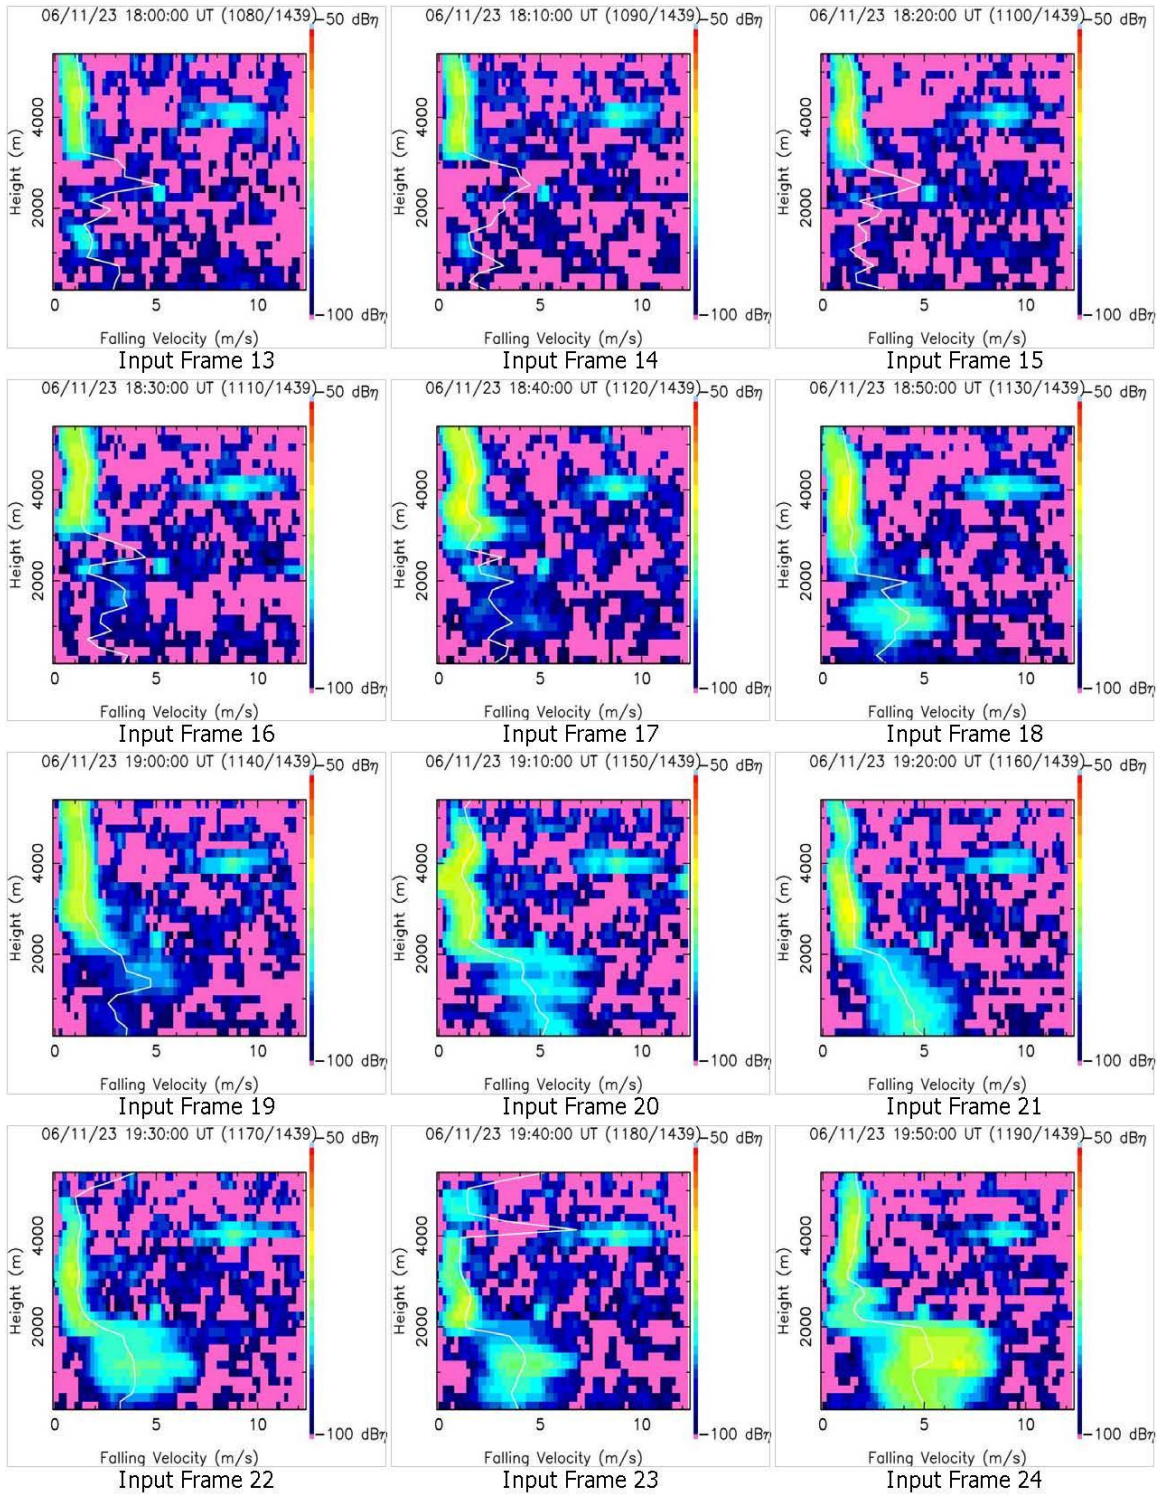 06/11/23 18:00:00 UT (1080/1439) -50 dBη
Height (m)
4000
2000
0 5 10
-100 dBη
Falling Velocity (m/s)
Input Frame 13
06/11/23 18:10:00 UT (1090/1439) -50 dBη
Height (m)
4000
2000
0 5 10
-100 dBη
Falling Velocity (m/s)
Input Frame 14
06/11/23 18:20:00 UT (1100/1439) -50 dBη
Height (m)
4000
2000
0 5 10
-100 dBη
Falling Velocity (m/s)
Input Frame 15
06/11/23 18:30:00 UT (1110/1439) -50 dBη
Height (m)
4000
2000
0 5 10
-100 dBη
Falling Velocity (m/s)
Input Frame 16
06/11/23 18:40:00 UT (1120/1439) -50 dBη
Height (m)
4000
2000
0 5 10
-100 dBη
Falling Velocity (m/s)
Input Frame 17
06/11/23 18:50:00 UT (1130/1439) -50 dBη
Height (m)
4000
2000
0 5 10
-100 dBη
Falling Velocity (m/s)
Input Frame 18
06/11/23 19:00:00 UT (1140/1439) -50 dBη
Height (m)
4000
2000
0 5 10
-100 dBη
Falling Velocity (m/s)
Input Frame 19
06/11/23 19:10:00 UT (1150/1439) -50 dBη
Height (m)
4000
2000
0 5 10
-100 dBη
Falling Velocity (m/s)
Input Frame 20
06/11/23 19:20:00 UT (1160/1439) -50 dBη
Height (m)
4000
2000
0 5 10
-100 dBη
Falling Velocity (m/s)
Input Frame 21
06/11/23 19:30:00 UT (1170/1439) -50 dBη
Height (m)
4000
2000
0 5 10
-100 dBη
Falling Velocity (m/s)
Input Frame 22
06/11/23 19:40:00 UT (1180/1439) -50 dBη
Height (m)
4000
2000
0 5 10
-100 dBη
Falling Velocity (m/s)
Input Frame 23
06/11/23 19:50:00 UT (1190/1439) -50 dBη
Height (m)
4000
2000
0 5 10
-100 dBη
Falling Velocity (m/s)
Input Frame 24